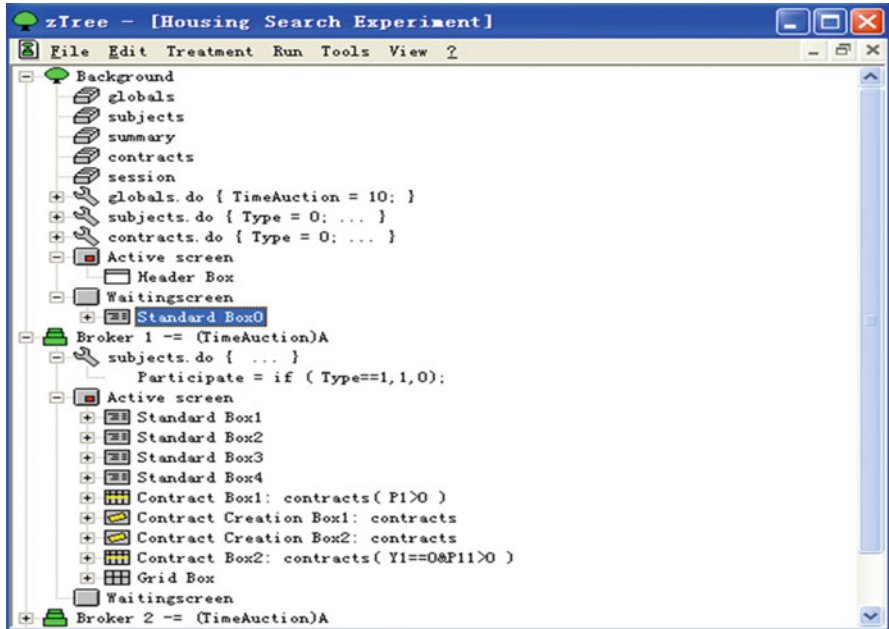 zTree - [Housing Search Experiment]
File Edit Treatment Run Tools View ?
Background
globals
subjects
summary
contracts
session
globals.do { TimeAuction = 10; }
subjects.do { Type = 0; ... }
contracts.do { Type = 0; ... }
Active screen
Header Box
Waitingscreen
Standard Box0
Broker 1 -= (TimeAuction)A
subjects.do { ... }
Participate = if ( Type==1,1,0);
Active screen
Standard Box1
Standard Box2
Standard Box3
Standard Box4
Contract Box1: contracts( P1>0 )
Contract Creation Box1: contracts
Contract Creation Box2: contracts
Contract Box2: contracts( Y1==0&P11>0 )
Grid Box
Waitingscreen
Broker 2 -= (TimeAuction)A